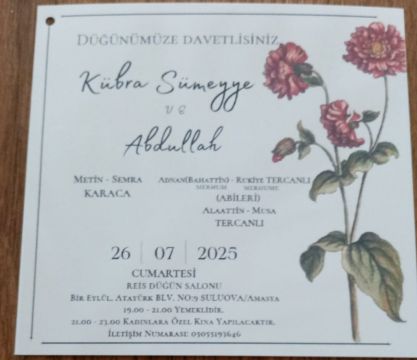 DÜĞÜNÜMÜZE DAVETLİSİNİZ
Kübra Sümeyye
VE
Abdullah
METİN - SEMRA
KARACA
ADNAN(BAHATTİN) - RUKİYE TERCANLI
MERHUM MERHUME
(ABİLERİ)
ALAATTİN - MUSA
TERCANLI
26 | 07 | 2025
CUMARTESİ
REİS DÜĞÜN SALONU
BİR EYLÜL. ATATÜRK BLV. NO:9 SULUOVA/AMASYA
19.00 - 21.00 YEMEKLİDİR.
21.00 - 23.00 KADINLARA ÖZEL KINA YAPILACAKTIR.
İLETİŞİM NUMARASI: 05055193646